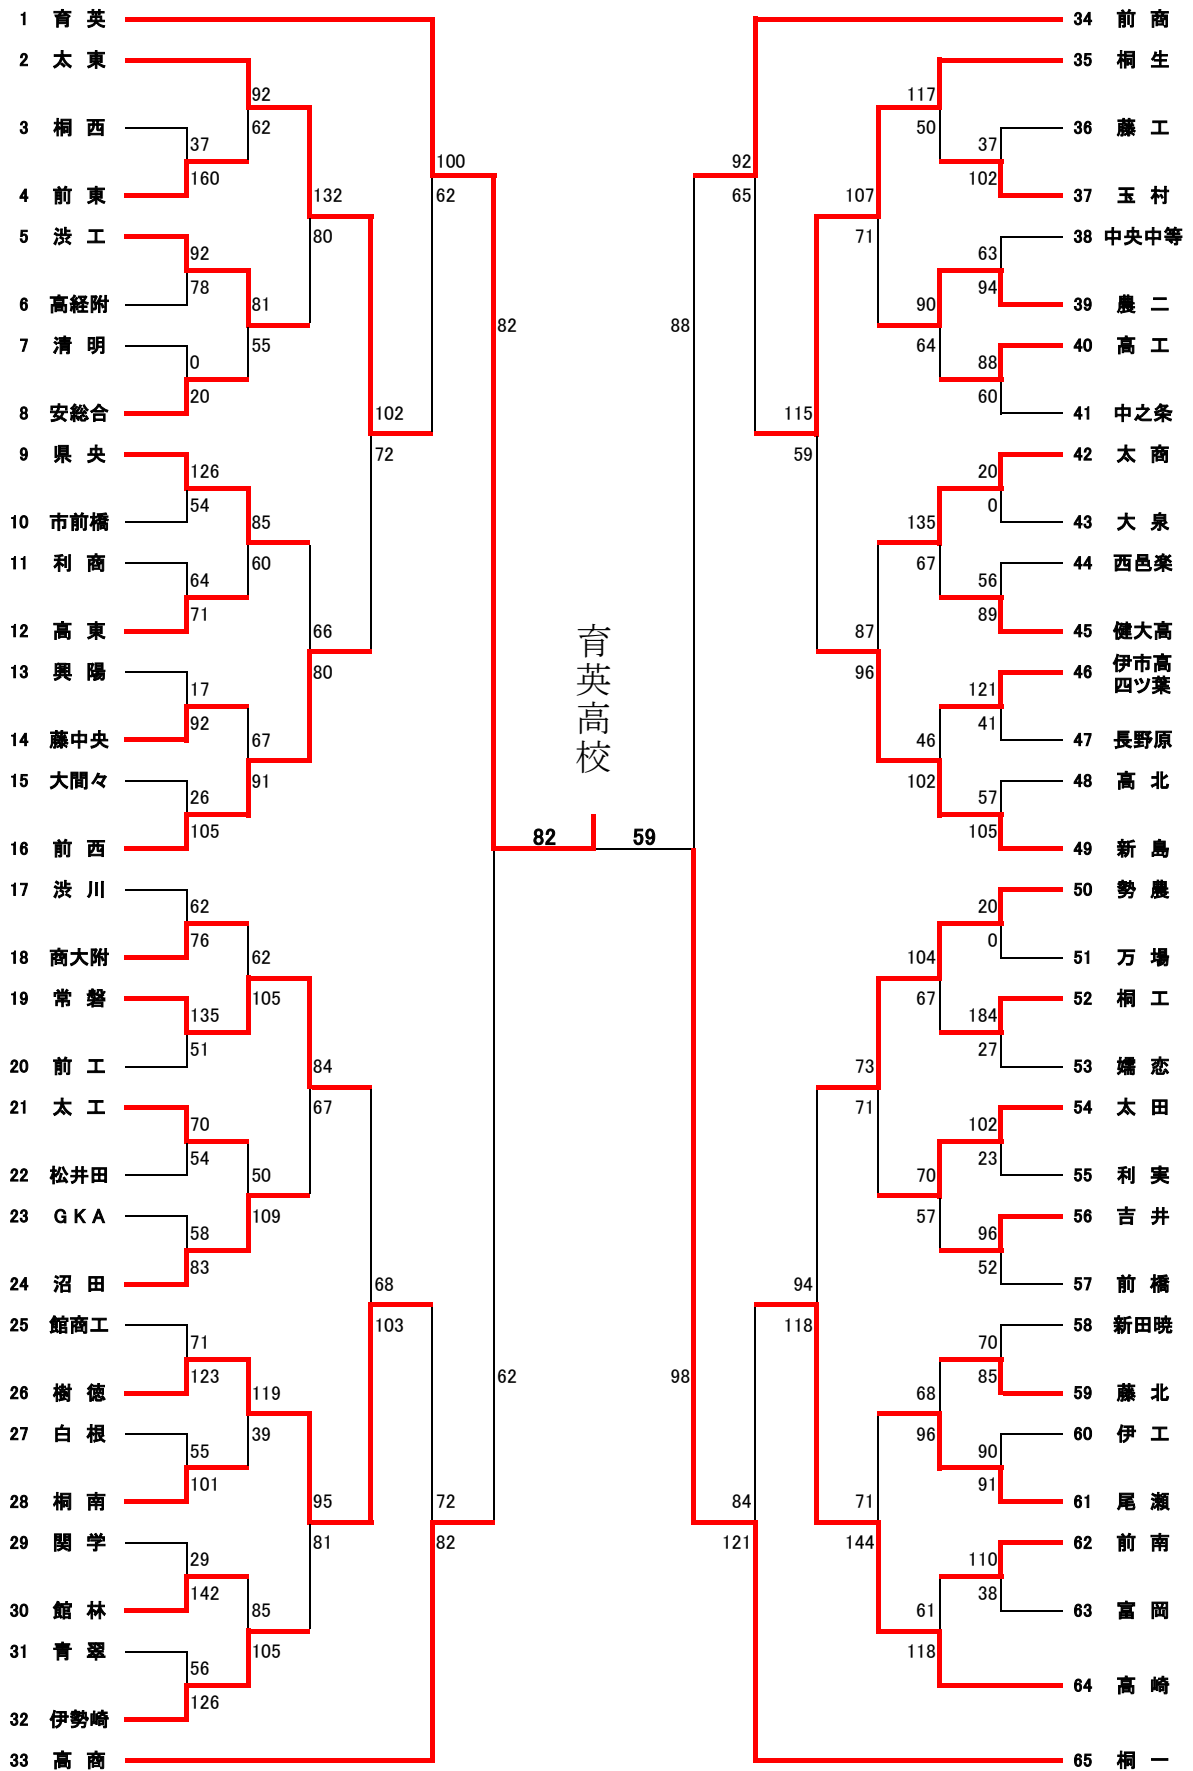 1 育 英
2 太 東
3 桐 西
4 前 東
5 渋 工
6 高経附
7 清 明
8 安総合
9 県 央
10 市前橋
11 利 商
12 高 東
13 興 陽
14 藤中央
15 大間々
16 前 西
17 渋 川
18 商大附
19 常 磐
20 前 工
21 太 工
22 松井田
23 GKA
24 沼 田
25 館商工
26 樹 徳
27 白 根
28 桐 南
29 関 学
30 館 林
31 青 翠
32 伊勢崎
33 高 商
37
160
92
78
0
20
126
54
64
71
17
92
26
105
62
76
135
51
70
54
58
83
71
123
55
101
29
142
56
126
92
62
81
55
85
60
67
91
62
105
50
109
119
39
85
105
132
80
66
80
84
67
95
81
102
72
68
103
100
62
72
82
82
62
育英高校
82 59
88
98
92
65
84
121
115
59
94
118
107
71
87
96
73
71
71
144
117
50
90
64
135
67
46
102
104
67
70
57
68
96
61
118
37
102
63
94
88
60
20
0
56
89
121
41
57
105
20
0
184
27
102
23
96
52
70
85
90
91
110
38
34 前 商
35 桐 生
36 藤 工
37 玉 村
38 中央中等
39 農 二
40 高 工
41 中之条
42 太 商
43 大 泉
44 西邑楽
45 健大高
46 伊市高
四ツ葉
47 長野原
48 高 北
49 新 島
50 勢 農
51 万 場
52 桐 工
53 嬬 恋
54 太 田
55 利 実
56 吉 井
57 前 橋
58 新田暁
59 藤 北
60 伊 工
61 尾 瀬
62 前 南
63 富 岡
64 高 崎
65 桐 一